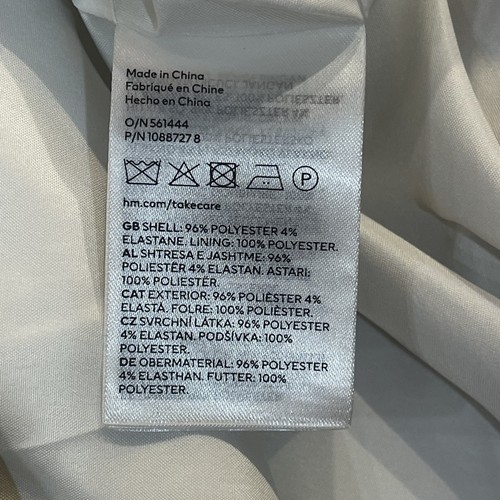 Made in China
Fabriqué en Chine
Hecho en China
O/N 561444
P/N 1088727 8
P
hm.com/takecare
GB SHELL: 96% POLYESTER 4%
ELASTANE. LINING: 100% POLYESTER.
AL SHTRESA E JASHTME: 96%
POLIESTËR 4% ELASTAN. ASTARI:
100% POLIESTËR.
CAT EXTERIOR: 96% POLIÈSTER 4%
ELASTÀ. FOLRE: 100% POLIÈSTER.
CZ SVRCHNÍ LÁTKA: 96% POLYESTER
4% ELASTAN. PODŠÍVKA: 100%
POLYESTER.
DE OBERMATERIAL: 96% POLYESTER
4% ELASTHAN. FUTTER: 100%
POLYESTER.